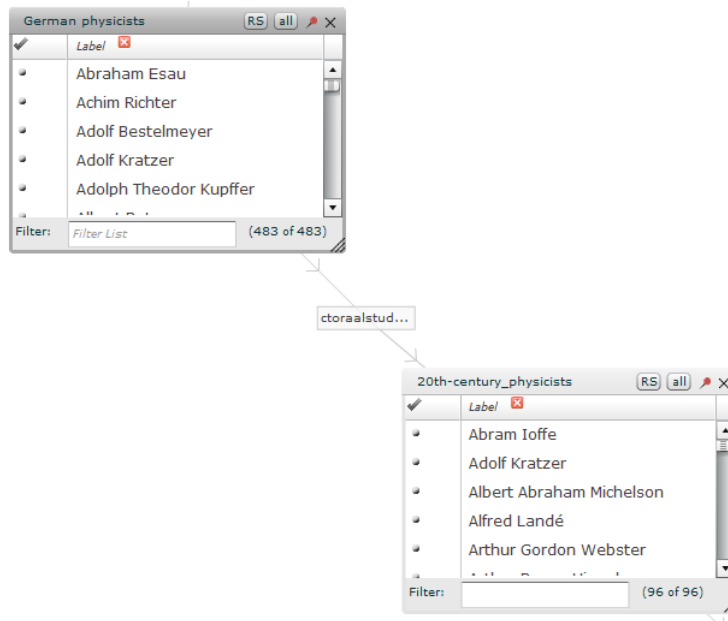 German physicists RS all
Label
Abraham Esau
Achim Richter
Adolf Bestelmeyer
Adolf Kratzer
Adolph Theodor Kupffer
Filter: Filter List (483 of 483)
ctoraalstud...
20th-century_physicists RS all
Label
Abram Ioffe
Adolf Kratzer
Albert Abraham Michelson
Alfred Landé
Arthur Gordon Webster
Filter: (96 of 96)